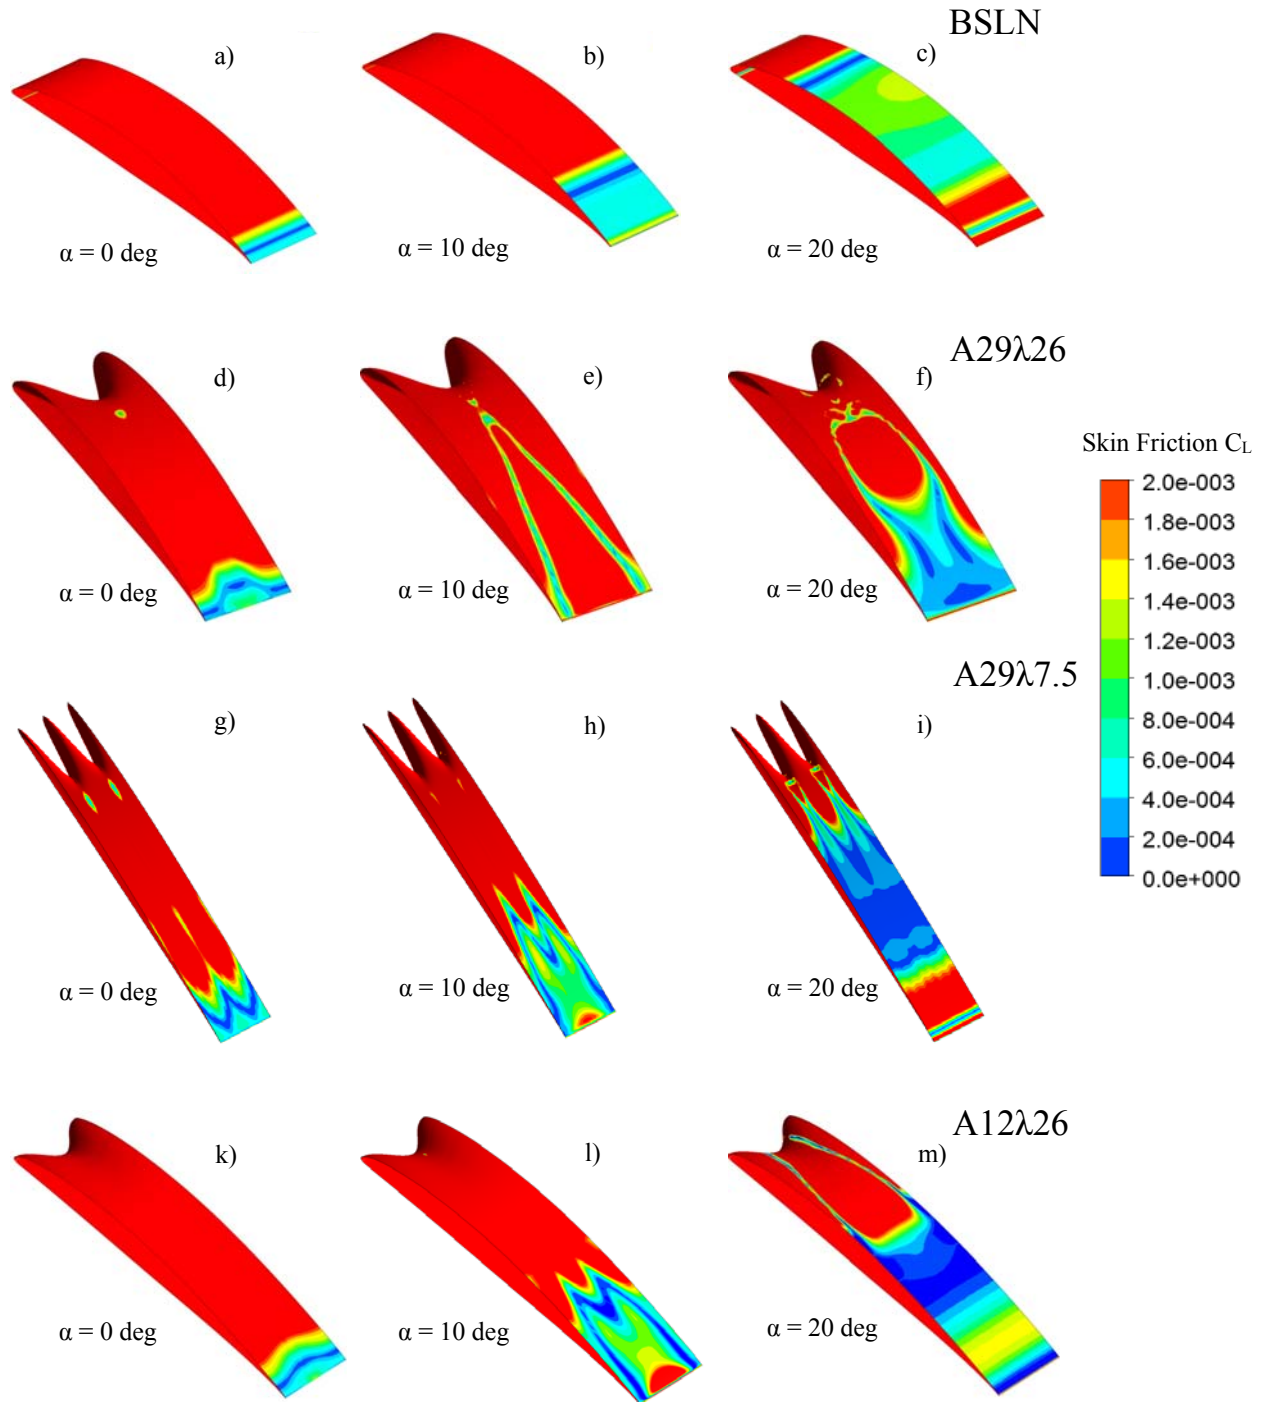 BSLN
a)
b)
c)
α = 0 deg
α = 10 deg
α = 20 deg
A29λ26
d)
e)
f)
α = 0 deg
α = 10 deg
α = 20 deg
Skin Friction CL
2.0e-003
1.8e-003
1.6e-003
1.4e-003
1.2e-003
1.0e-003
8.0e-004
6.0e-004
4.0e-004
2.0e-004
0.0e+000
A29λ7.5
g)
h)
i)
α = 0 deg
α = 10 deg
α = 20 deg
A12λ26
k)
l)
m)
α = 0 deg
α = 10 deg
α = 20 deg